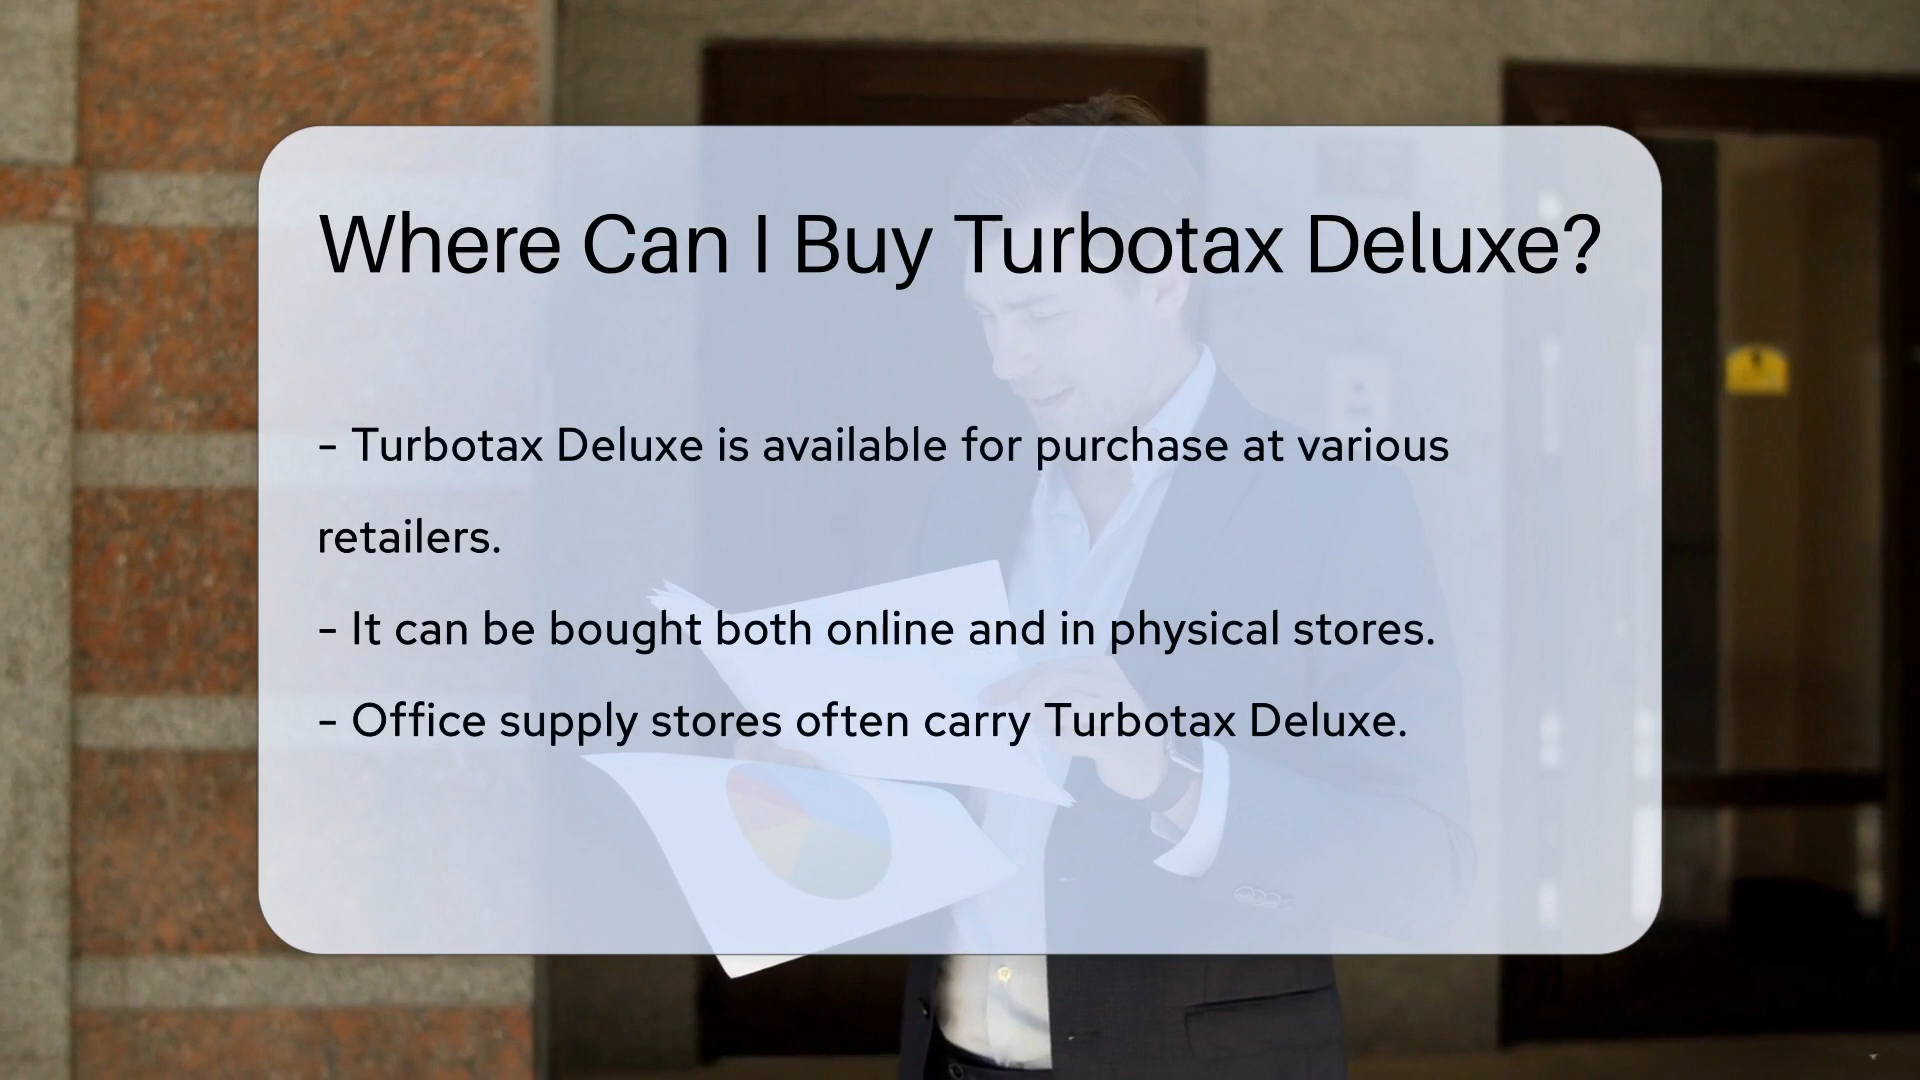 Where Can I Buy Turbotax Deluxe?
- Turbotax Deluxe is available for purchase at various
retailers.
- It can be bought both online and in physical stores.
- Office supply stores often carry Turbotax Deluxe.